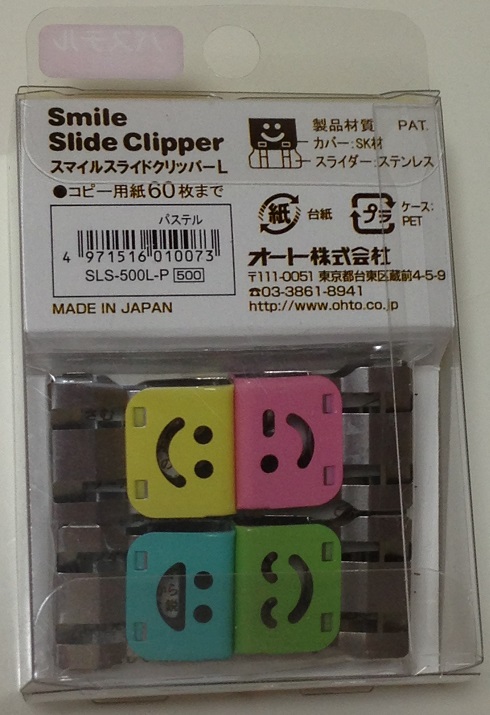 パステル
Smile
Slide Clipper
スマイルスライドクリッパーL
●コピー用紙60枚まで
製品材質 PAT.
カバー:SK材
スライダー:ステンレス
紙 台紙
プラ ケース:
PET
パステル
4 971516 010073
SLS-500L-P 500
MADE IN JAPAN
オート株式会社
〒111-0051 東京都台東区蔵前4-5-9
☎03-3861-8941
http://www.ohto.co.jp